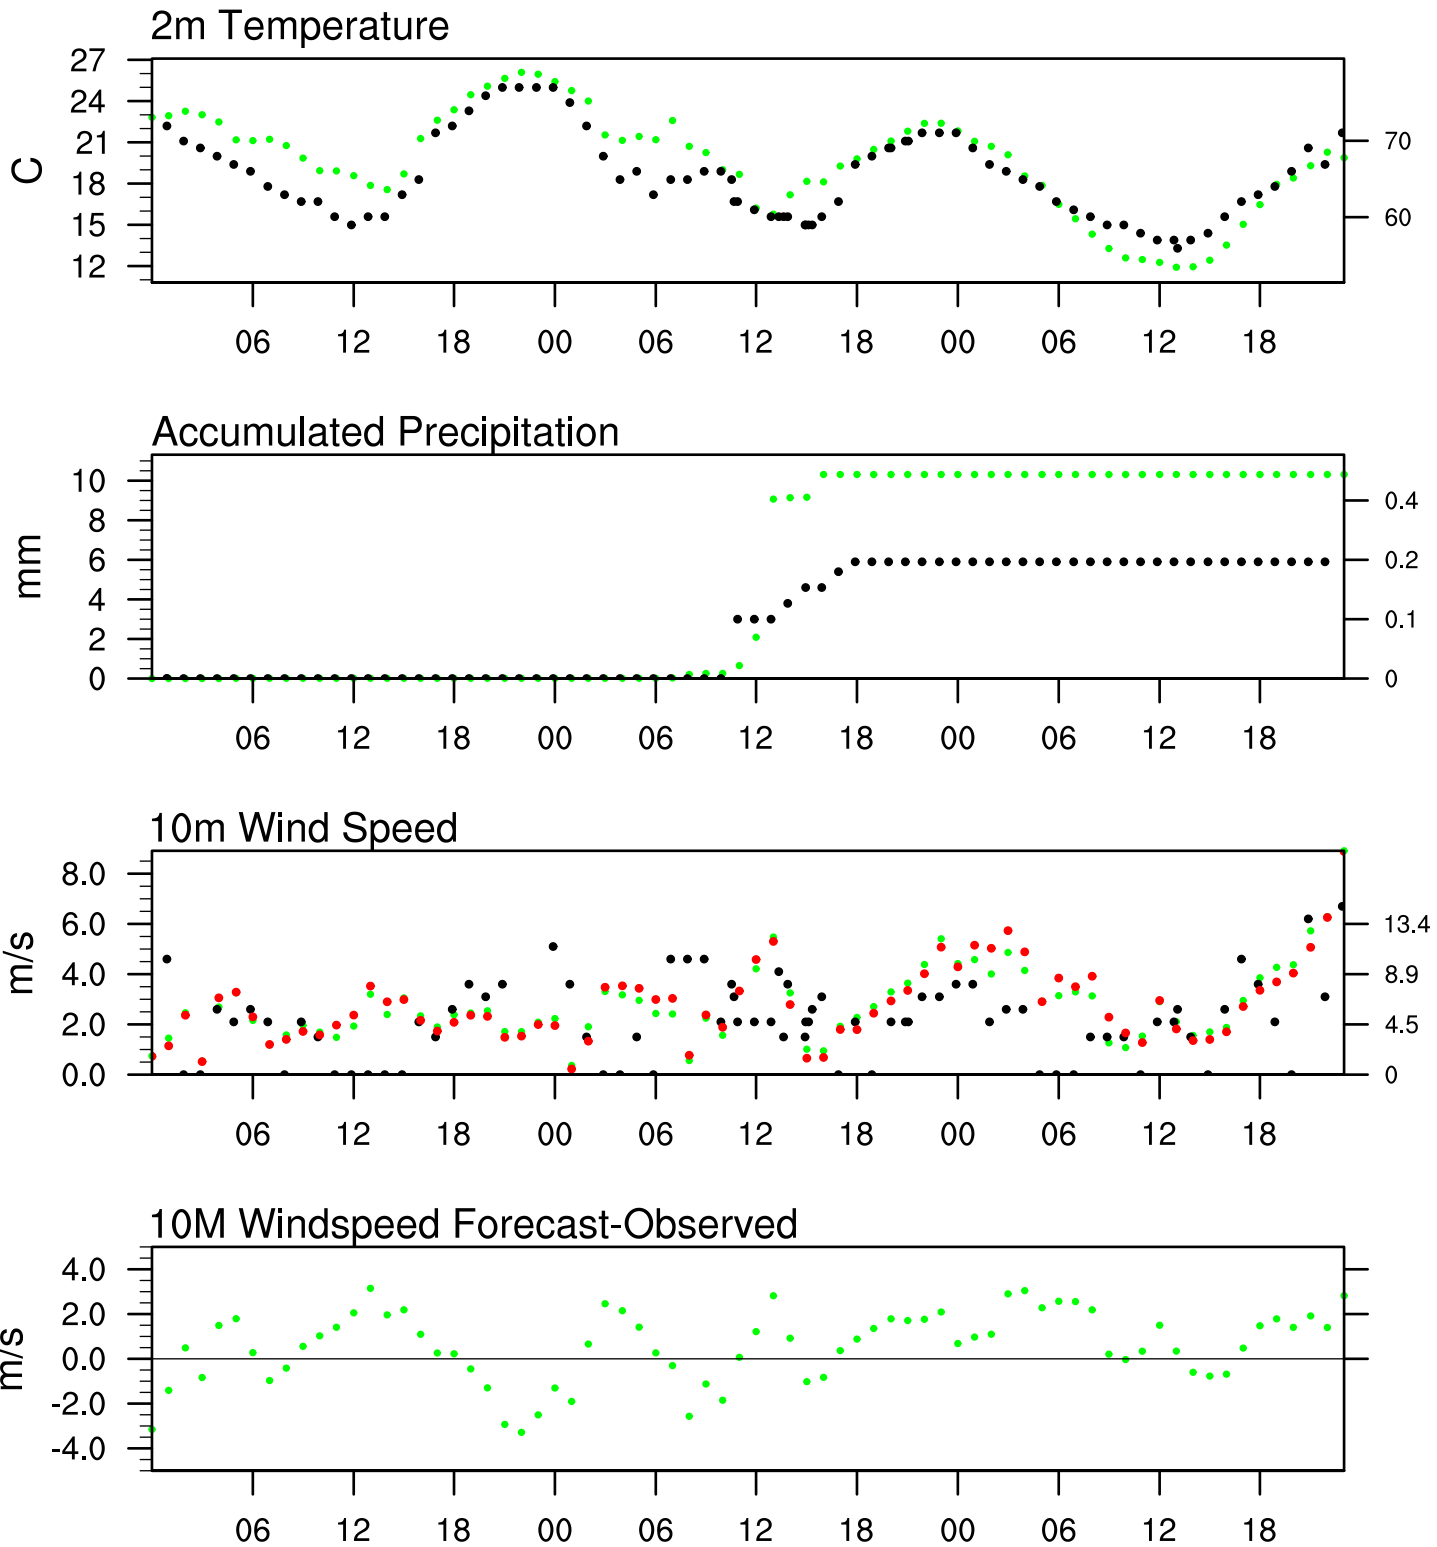 2m Temperature
27
24
21
18
15
12
C
70
60
06 12 18 00 06 12 18 00 06 12 18
Accumulated Precipitation
10
8
6
4
2
0
mm
0.4
0.2
0.1
0
06 12 18 00 06 12 18 00 06 12 18
10m Wind Speed
8.0
6.0
4.0
2.0
0.0
m/s
13.4
8.9
4.5
0
06 12 18 00 06 12 18 00 06 12 18
10M Windspeed Forecast-Observed
4.0
2.0
0.0
-2.0
-4.0
m/s
06 12 18 00 06 12 18 00 06 12 18